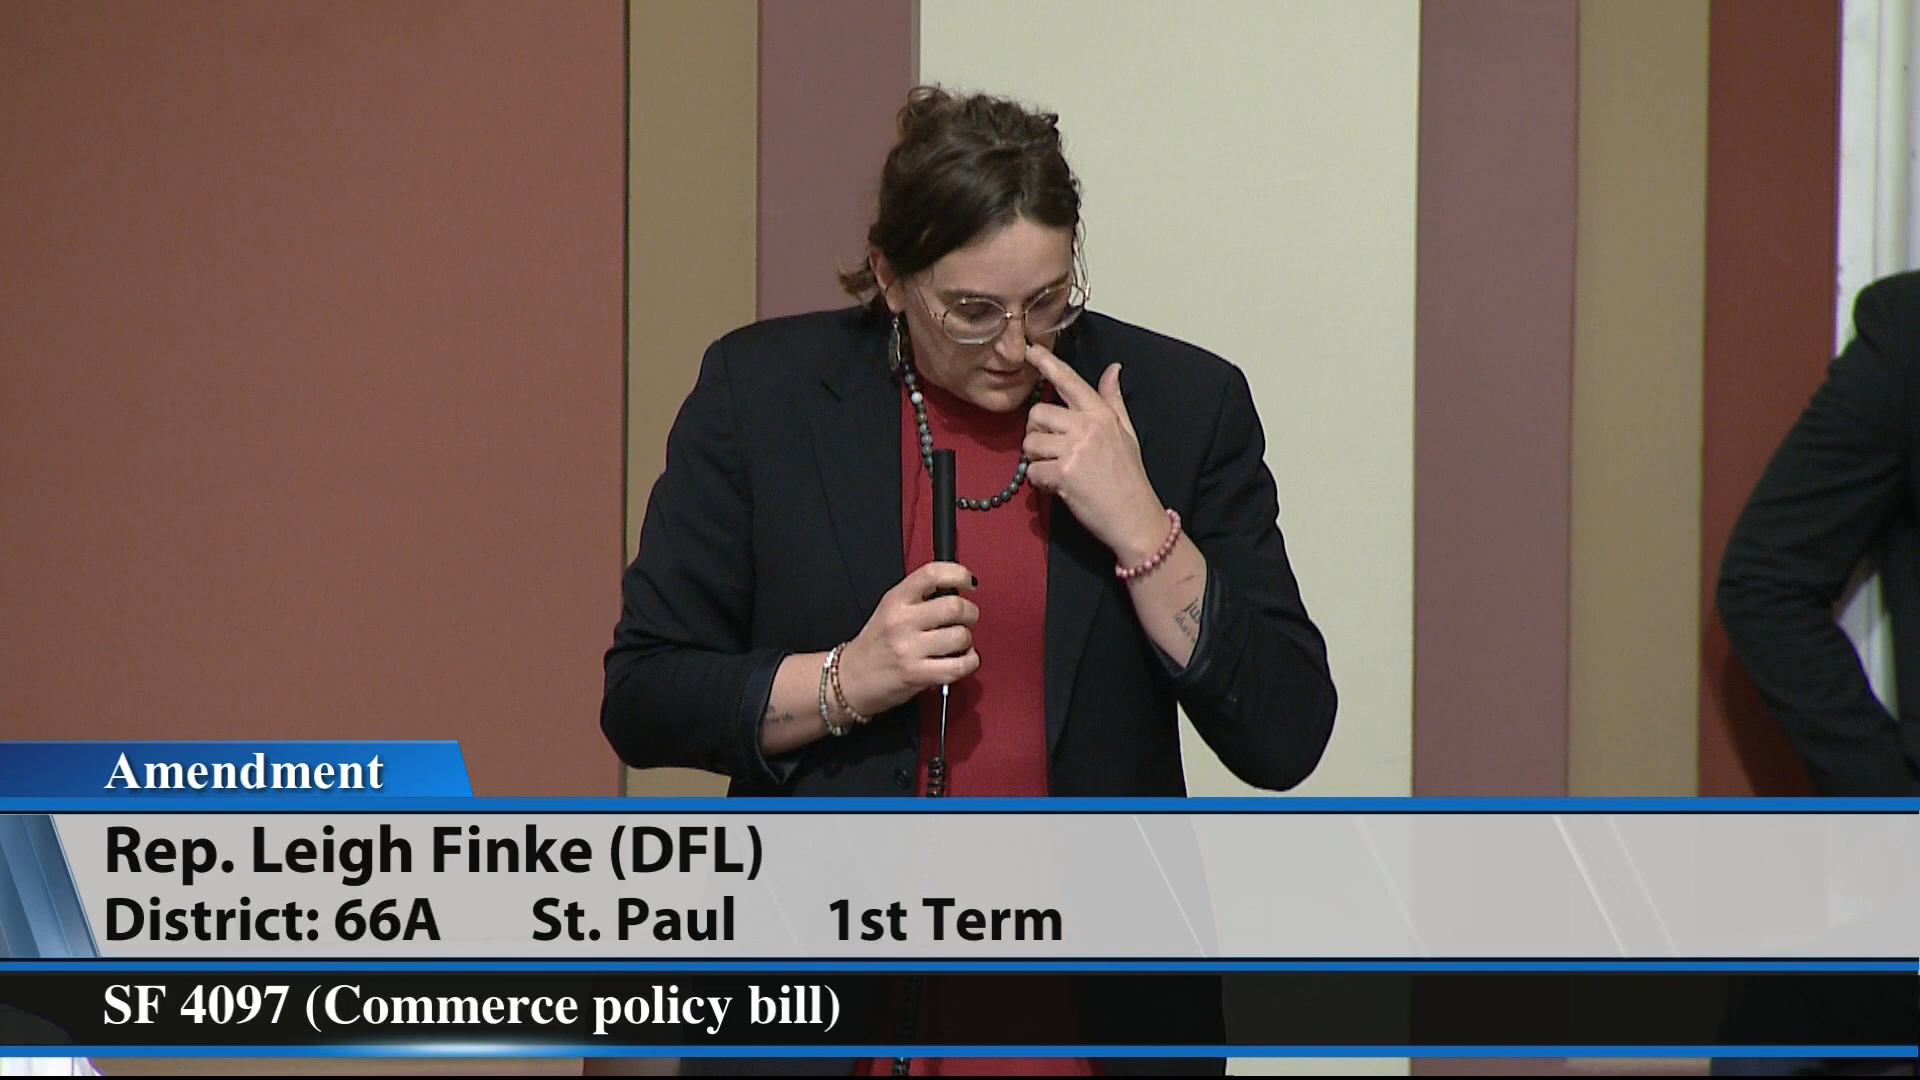 Amendment
Rep. Leigh Finke (DFL)
District: 66A St. Paul 1st Term
SF 4097 (Commerce policy bill)